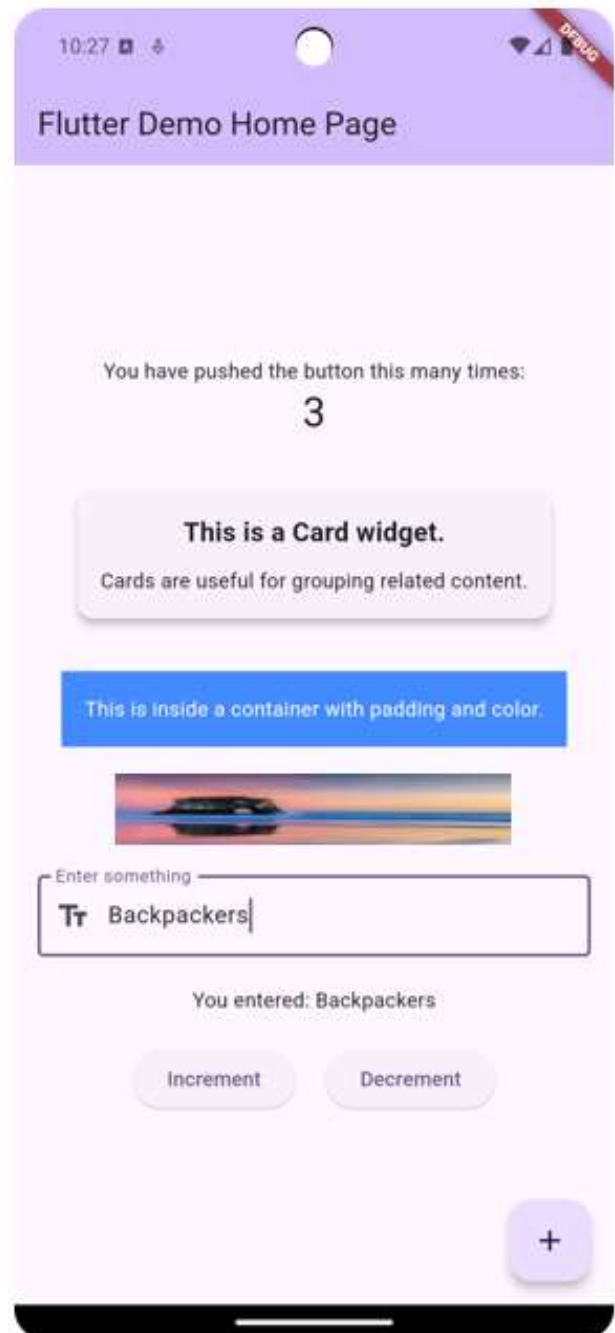 10:27
DEBUG
Flutter Demo Home Page
You have pushed the button this many times:
3
This is a Card widget.
Cards are useful for grouping related content.
This is inside a container with padding and color.
Enter something
Tт Backpackers
You entered: Backpackers
Increment Decrement
+